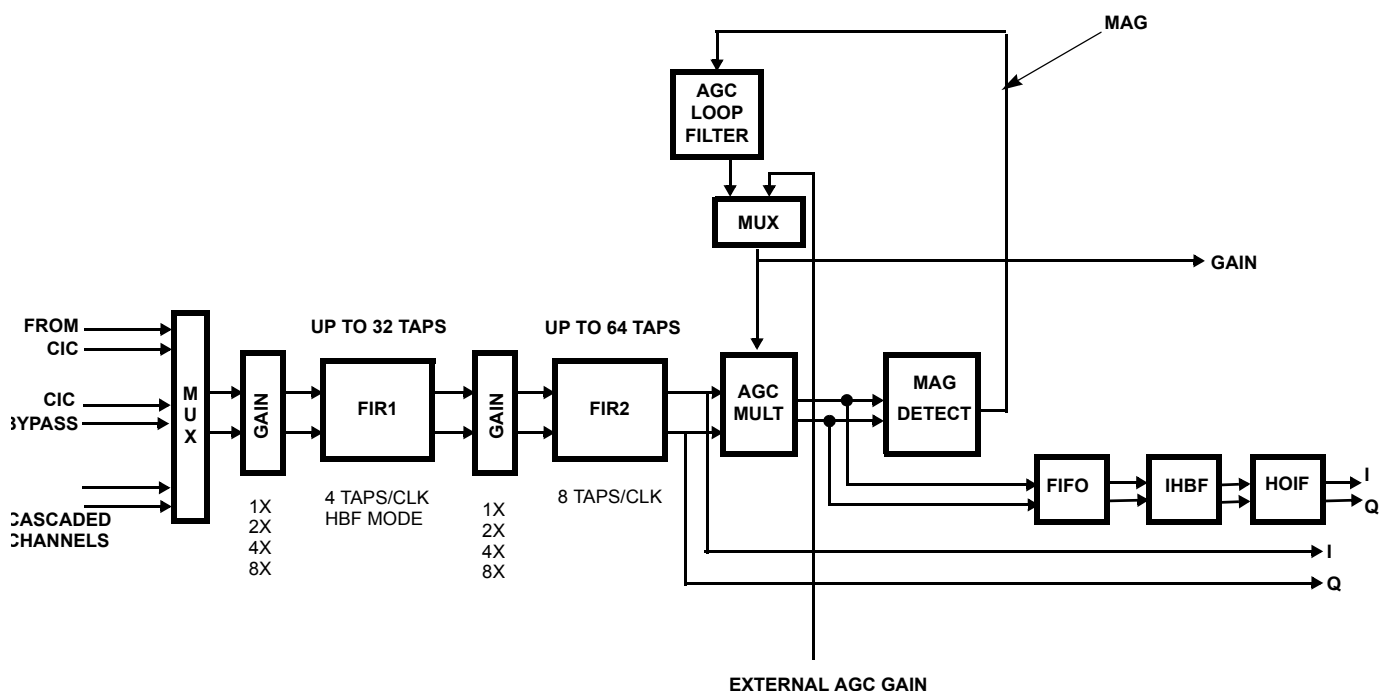 MAG
AGC
LOOP
FILTER
MUX
GAIN
FROM
CIC
CIC
BYPASS
CASCADED
CHANNELS
M
U
X
GAIN
1X
2X
4X
8X
UP TO 32 TAPS
FIR1
4 TAPS/CLK
HBF MODE
GAIN
1X
2X
4X
8X
UP TO 64 TAPS
FIR2
8 TAPS/CLK
AGC
MULT
MAG
DETECT
FIFO
IHBF
HOIF
I
Q
I
Q
EXTERNAL AGC GAIN